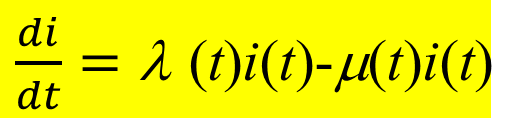 di/dt = λ (t)i(t)-μ(t)i(t)